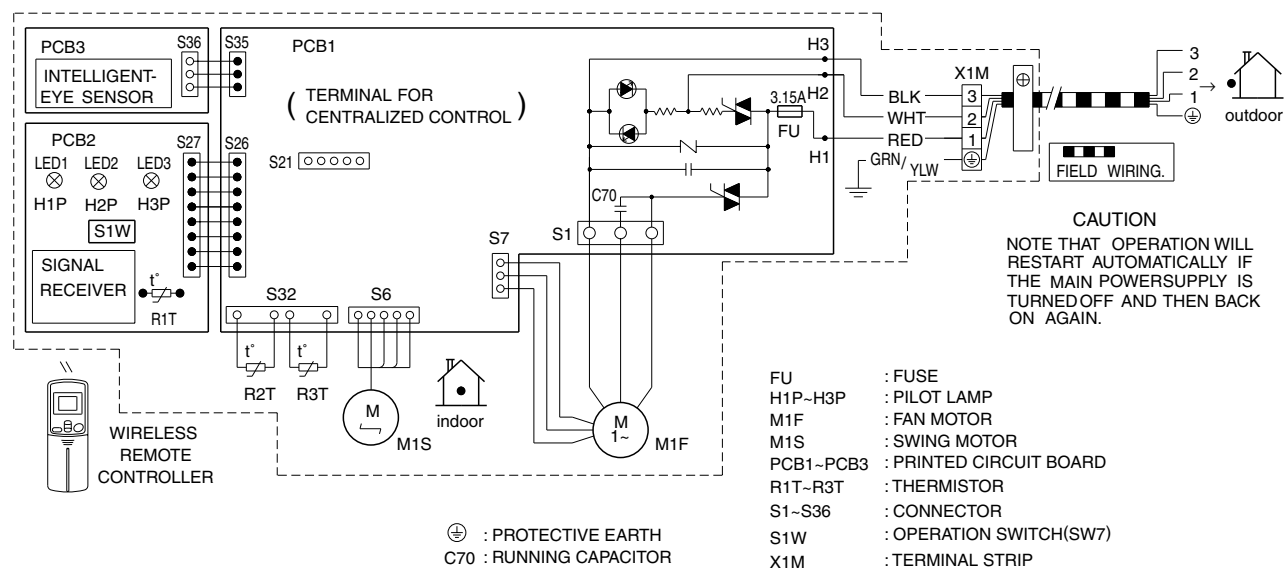 PCB3
S36
S35
INTELLIGENT-
EYE SENSOR
PCB1
( TERMINAL FOR
CENTRALIZED CONTROL )
S21
PCB2
LED1 LED2 LED3
H1P H2P H3P
S1W
S27
S26
SIGNAL
RECEIVER
t°
R1T
H3
H2
H1
3.15A
FU
C70
S1
S7
BLK
WHT
RED
GRN/
YLW
X1M
3
2
1
3
2
1
outdoor
FIELD WIRING.
CAUTION
NOTE THAT OPERATION WILL
RESTART AUTOMATICALLY IF
THE MAIN POWERSUPPLY IS
TURNED OFF AND THEN BACK
ON AGAIN.
S32
S6
t°
t°
R2T
R3T
M
M1S
indoor
M
1~
M1F
WIRELESS
REMOTE
CONTROLLER
⏚ : PROTECTIVE EARTH
C70 : RUNNING CAPACITOR
FU : FUSE
H1P~H3P : PILOT LAMP
M1F : FAN MOTOR
M1S : SWING MOTOR
PCB1~PCB3 : PRINTED CIRCUIT BOARD
R1T~R3T : THERMISTOR
S1~S36 : CONNECTOR
S1W : OPERATION SWITCH(SW7)
X1M : TERMINAL STRIP